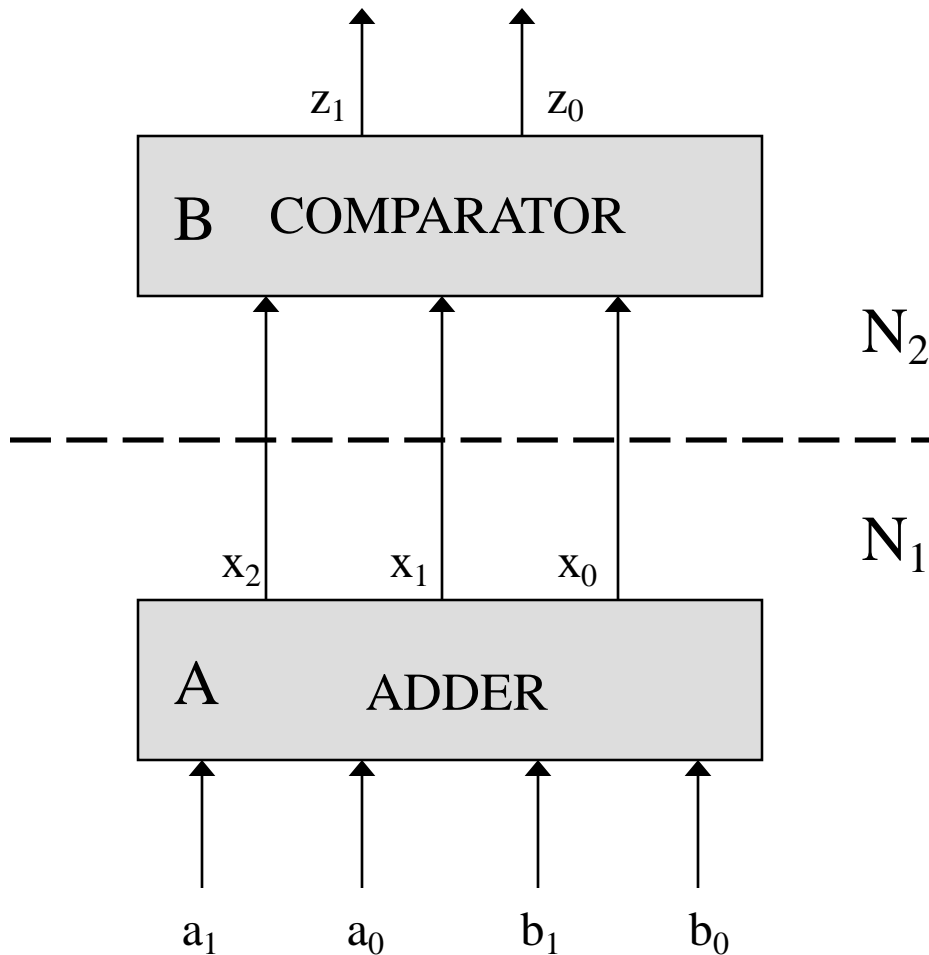 z₁ z₀
B COMPARATOR
N₂
N₁
x₂ x₁ x₀
A ADDER
a₁ a₀ b₁ b₀